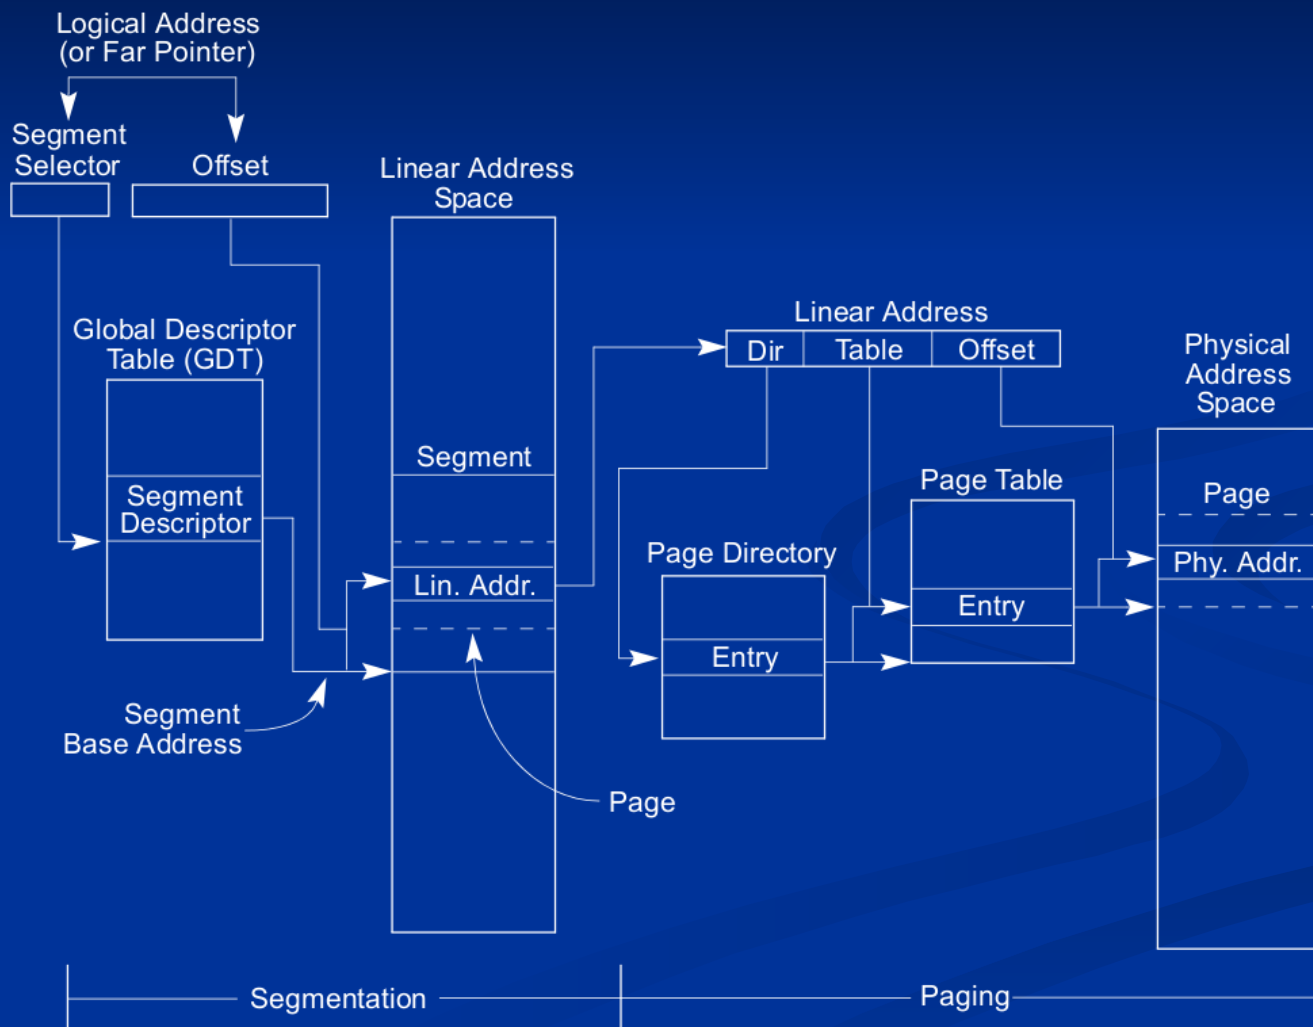 Logical Address
(or Far Pointer)
Segment
Selector
Offset
Linear Address
Space
Global Descriptor
Table (GDT)
Segment
Descriptor
Segment
Lin. Addr.
Segment
Base Address
Page
Linear Address
Dir
Table
Offset
Page Directory
Entry
Page Table
Entry
Physical
Address
Space
Page
Phy. Addr.
Segmentation
Paging